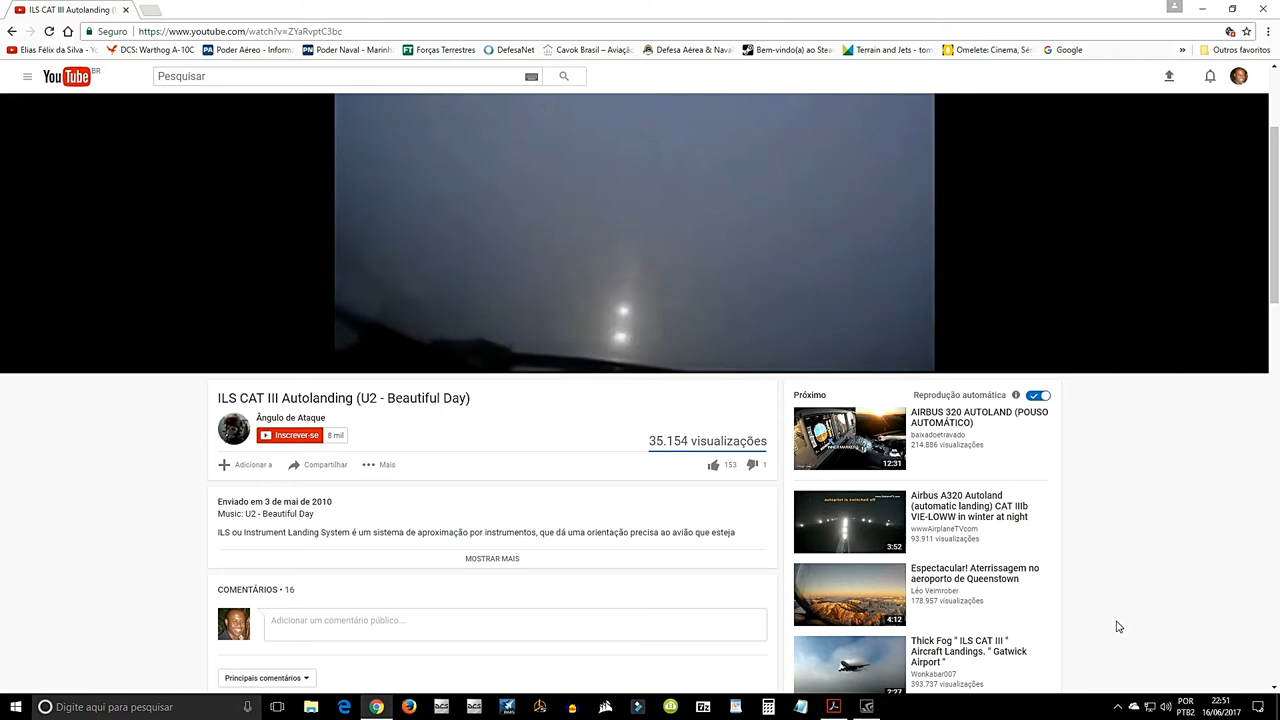 ILS CAT III Autolanding (U
Seguro
https://www.youtube.com/watch?v=ZYaRvptC3bc
Elias Félix da Silva - Yo
DCS: Warthog A-10C
Poder Aéreo - Inform
Poder Naval - Marinh
Forças Terrestres
DefesaNet
Cavok Brasil – Aviação
Defesa Aérea & Naval
Bem-vindo(a) ao Stea
Terrain and Jets - tom
Omelete: Cinema, Sér
Google
»
Outros favoritos
YouTube BR
Pesquisar
ILS CAT III Autolanding (U2 - Beautiful Day)
Ângulo de Ataque
Inscrever-se
8 mil
35.154 visualizações
Adicionar a
Compartilhar
Mais
153
1
Enviado em 3 de mai de 2010
Music: U2 - Beautiful Day
ILS ou Instrument Landing System é um sistema de aproximação por instrumentos, que dá uma orientação precisa ao avião que esteja
MOSTRAR MAIS
COMENTÁRIOS • 16
Adicionar um comentário público...
Principais comentários
Próximo
Reprodução automática
AIRBUS 320 AUTOLAND (POUSO
AUTOMÁTICO)
baixadoetravado
214.886 visualizações
12:31
autopilot is switched off
Airbus A320 Autoland
(automatic landing) CAT IIIb
VIE-LOWW in winter at night
wwwAirplaneTVcom
93.911 visualizações
3:52
Espectacular! Aterrissagem no
aeroporto de Queenstown
Léo Veimrober
178.957 visualizações
4:12
Thick Fog " ILS CAT III "
Aircraft Landings. " Gatwick
Airport "
Wonkabar007
393.737 visualizações
2:27
Digite aqui para pesquisar
POR
PTB2
22:51
16/06/2017